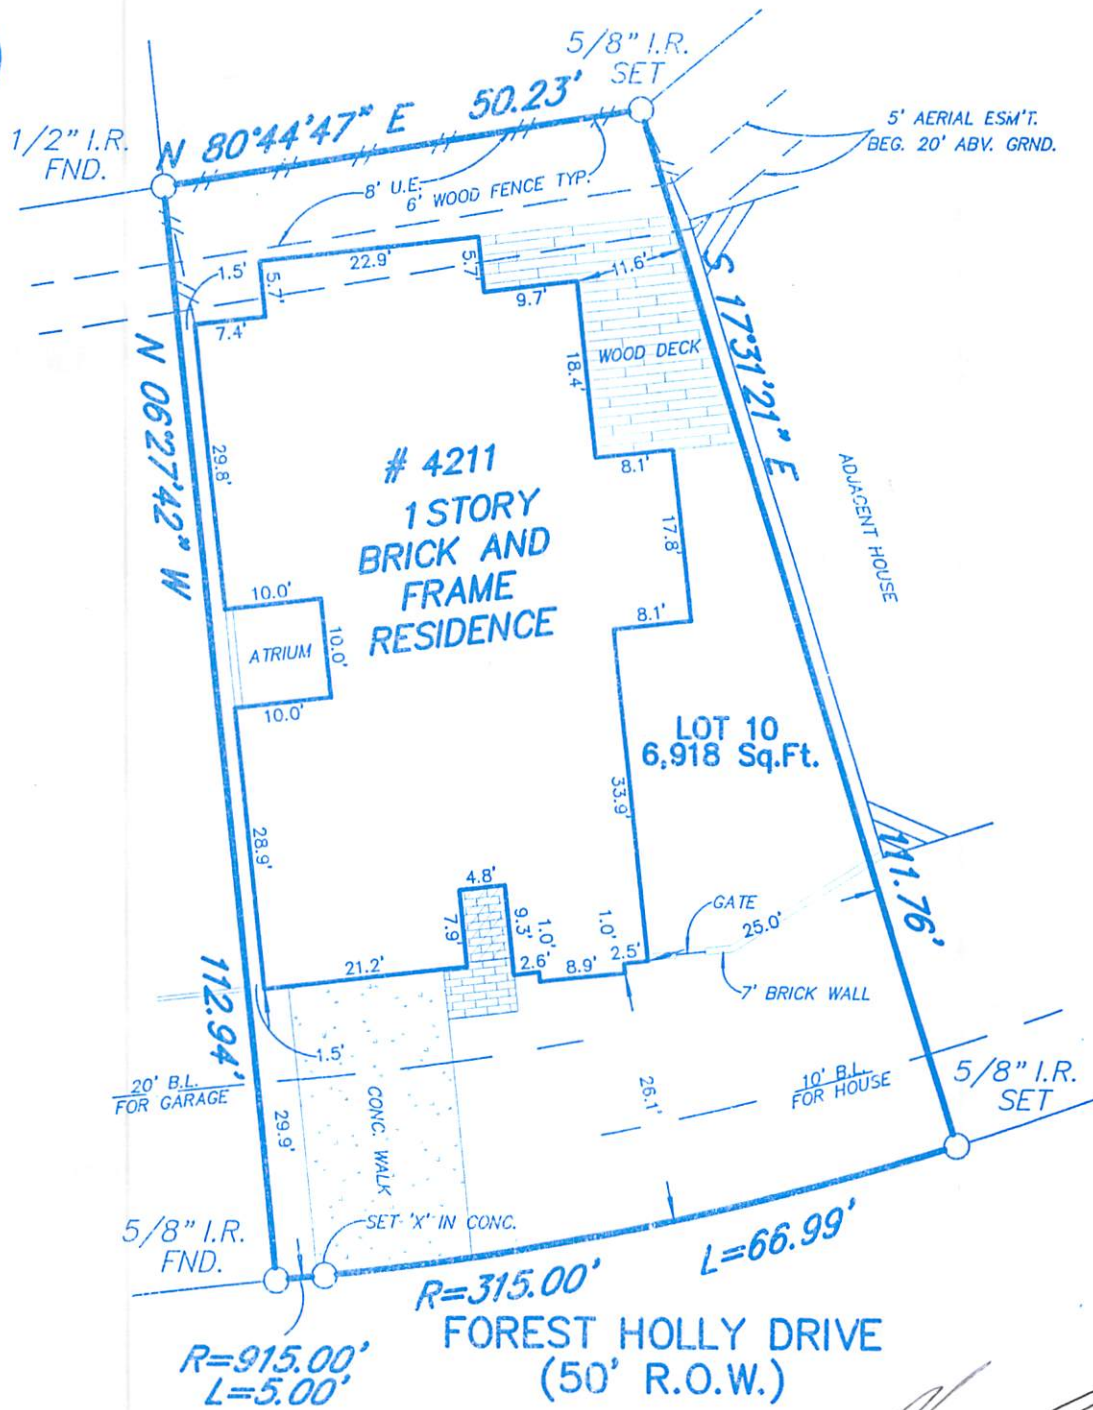 5/8" I.R.
SET
1/2" I.R.
FND.
N 80°44'47" E 50.23'
5' AERIAL ESM'T.
BEG. 20' ABV. GRND.
8' U.E.
6' WOOD FENCE TYP.
1.5'
5.7'
22.9'
5.7'
9.7'
11.6'
7.4'
S 17°31'21" E
WOOD DECK
18.4'
N 06°27'42" W
29.8'
# 4211
1 STORY
BRICK AND
FRAME
RESIDENCE
8.1'
17.8'
ADJACENT HOUSE
10.0'
ATRIUM
10.0'
10.0'
8.1'
LOT 10
6,918 Sq.Ft.
33.9'
28.9'
4.8'
7.9'
9.3'
1.0'
1.0'
GATE
25.0'
111.76'
21.2'
2.6'
8.9'
2.5'
7' BRICK WALL
112.94'
1.5'
20' B.L.
FOR GARAGE
29.9'
CONC. WALK
26.1'
10' B.L.
FOR HOUSE
5/8" I.R.
SET
5/8" I.R.
FND.
SET 'X' IN CONC.
L=66.99'
R=315.00'
FOREST HOLLY DRIVE
(50' R.O.W.)
R=915.00'
L=5.00'